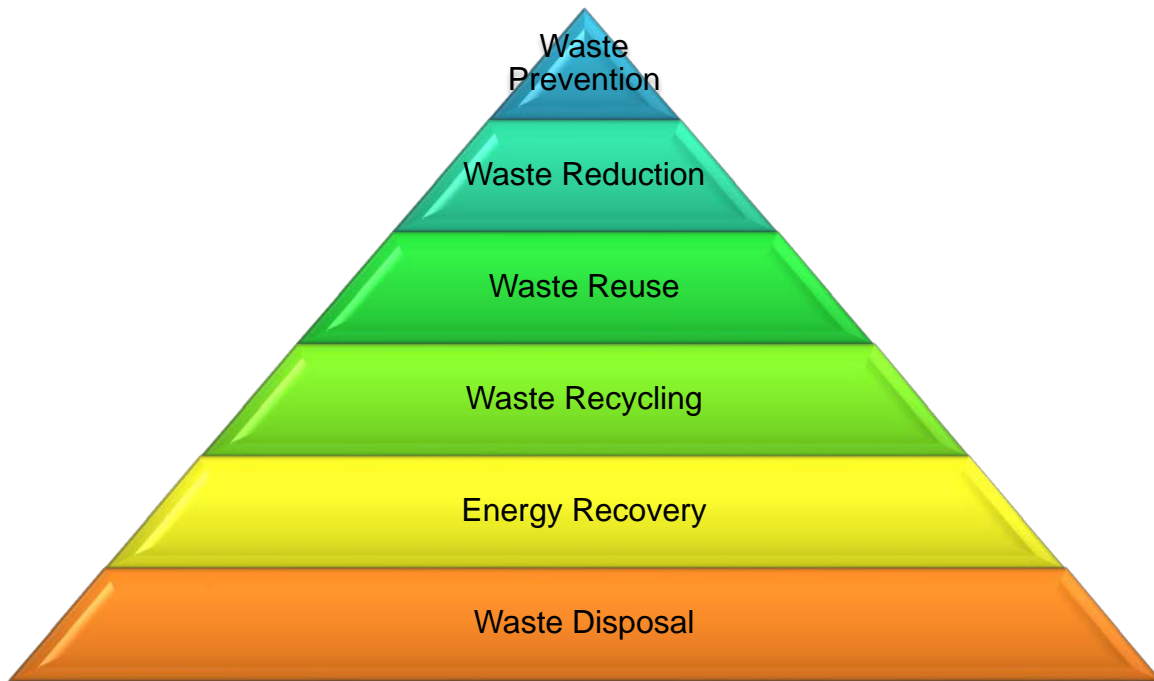 Waste
Prevention
Waste Reduction
Waste Reuse
Waste Recycling
Energy Recovery
Waste Disposal